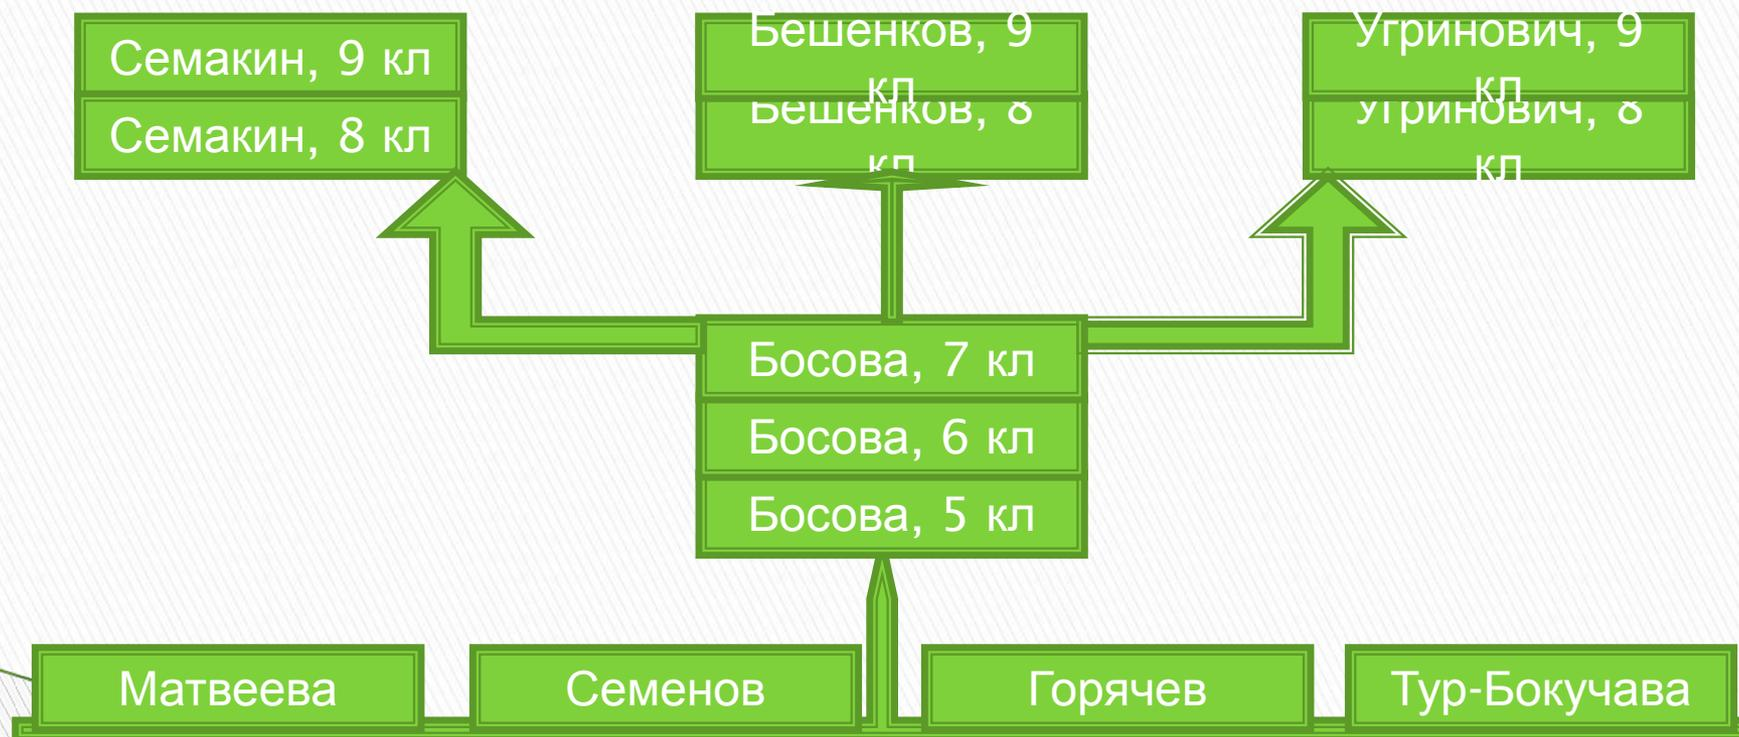 Семакин, 9 кл
Семакин, 8 кл
Бешенков, 9
кл
Бешенков, 8
кл
Угринович, 9
кл
Угринович, 8
кл
Босова, 7 кл
Босова, 6 кл
Босова, 5 кл
Матвеева
Семенов
Горячев
Тур-Бокучава